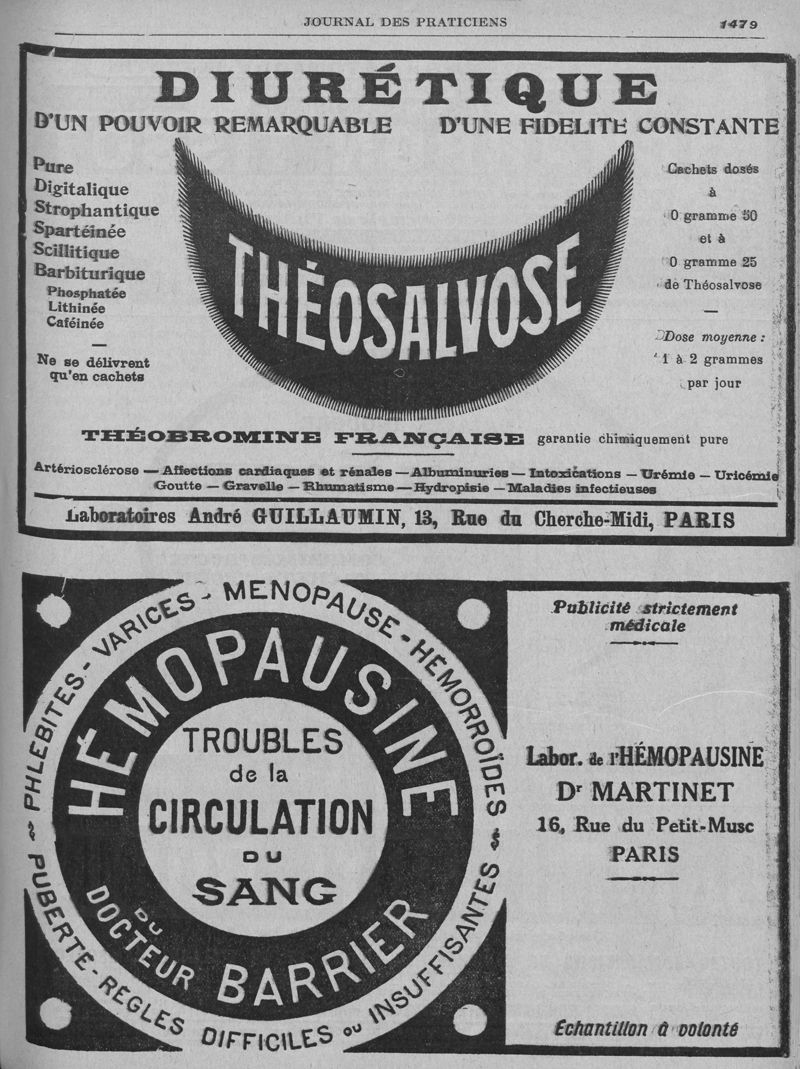 JOURNAL DES PRATICIENS
1479
DIURÉTIQUE
D'UN POUVOIR REMARQUABLE D'UNE FIDELITÉ CONSTANTE
Pure
Digitalique
Strophantique
Spartéinée
Scillitique
Barbiturique
Phosphatée
Lithinée
Caféinée
—
Ne se délivrent
qu'en cachets
THÉOSALVOSE
Cachets dosés
à
0 gramme 50
et à
0 gramme 25
de Théosalvose
—
Dose moyenne :
1 à 2 grammes
par jour
THÉOBROMINE FRANÇAISE garantie chimiquement pure
Artériosclérose — Affections cardiaques et rénales — Albuminuries — Intoxications — Urémie — Uricémie
Goutte — Gravelle — Rhumatisme — Hydropisie — Maladies infectieuses
Laboratoires André GUILLAUMIN, 13, Rue du Cherche-Midi, PARIS
PHLEBITES - VARICES - MENOPAUSE - HÉMORROÏDES
HÉMOPAUSINE
TROUBLES
de la
CIRCULATION
DU
SANG
DU
DOCTEUR BARRIER
PUBERTÉ - RÉGLES DIFFICILES ou INSUFFISANTES
Publicité strictement
médicale
Labor. de l'HÉMOPAUSINE
Dr MARTINET
16, Rue du Petit-Musc
PARIS
Echantillon à volonté